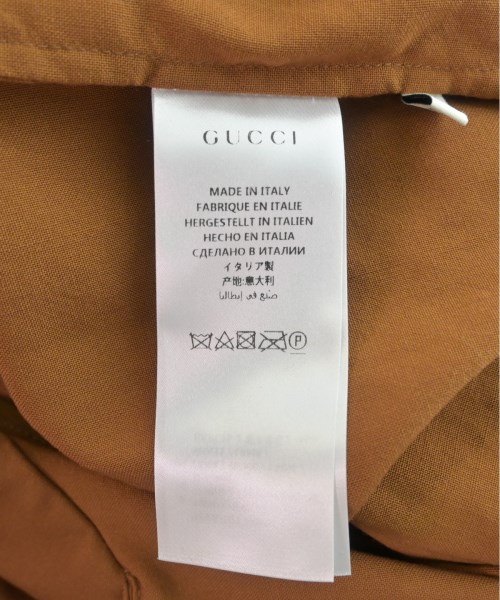 GUCCI
MADE IN ITALY
FABRIQUE EN ITALIE
HERGESTELLT IN ITALIEN
HECHO EN ITALIA
СДЕЛАНО В ИТАЛИИ
イタリア製
产地:意大利
صنع في إيطاليا
P